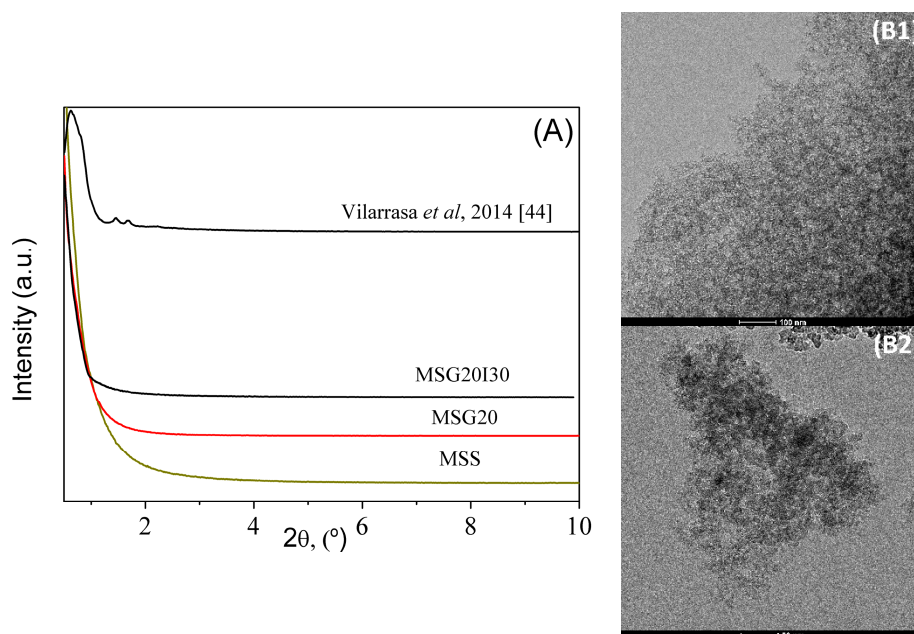 (A)
Vilarrasa et al, 2014 [44]
MSG20I30
MSG20
MSS
Intensity (a.u.)
2 4 6 8 10
2θ, (º)
(B1)
100 nm
(B2